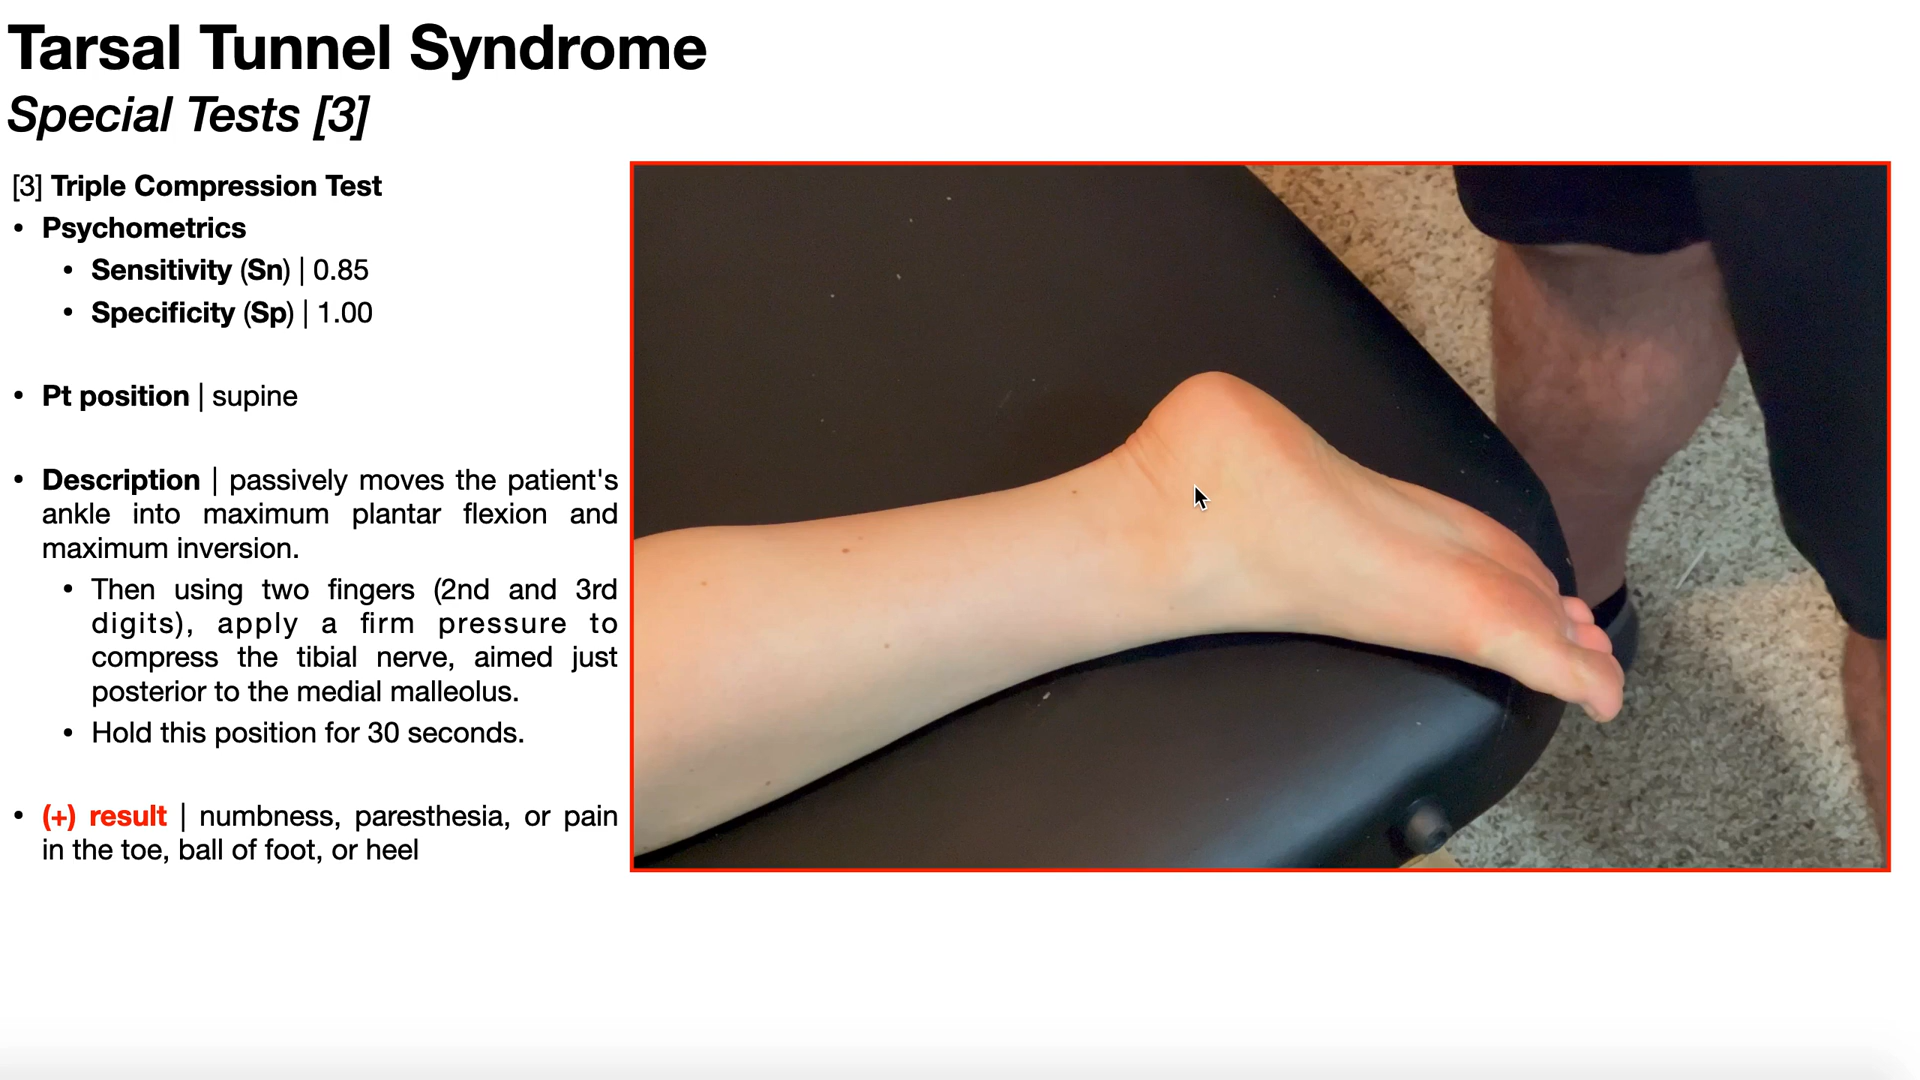 Tarsal Tunnel Syndrome
Special Tests [3]
[3] Triple Compression Test
• Psychometrics
• Sensitivity (Sn) | 0.85
• Specificity (Sp) | 1.00
• Pt position | supine
• Description | passively moves the patient's
ankle into maximum plantar flexion and
maximum inversion.
• Then using two fingers (2nd and 3rd
digits), apply a firm pressure to
compress the tibial nerve, aimed just
posterior to the medial malleolus.
• Hold this position for 30 seconds.
• (+) result | numbness, paresthesia, or pain
in the toe, ball of foot, or heel